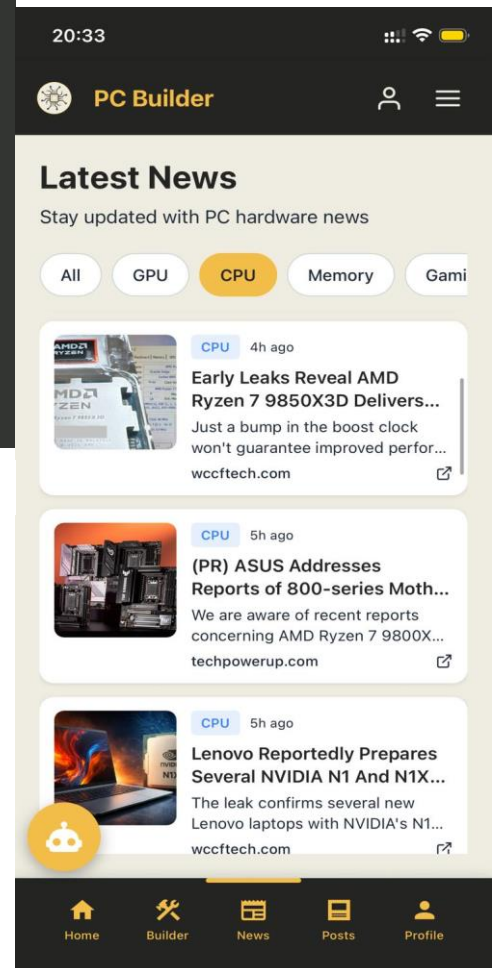 20:33
PC Builder
Latest News
Stay updated with PC hardware news
All GPU CPU Memory Gami
CPU 4h ago
Early Leaks Reveal AMD
Ryzen 7 9850X3D Delivers...
Just a bump in the boost clock
won't guarantee improved perfor...
wccftech.com
CPU 5h ago
(PR) ASUS Addresses
Reports of 800-series Moth...
We are aware of recent reports
concerning AMD Ryzen 7 9800X...
techpowerup.com
CPU 5h ago
Lenovo Reportedly Prepares
Several NVIDIA N1 And N1X...
The leak confirms several new
Lenovo laptops with NVIDIA's N1...
wccftech.com
Home Builder News Posts Profile